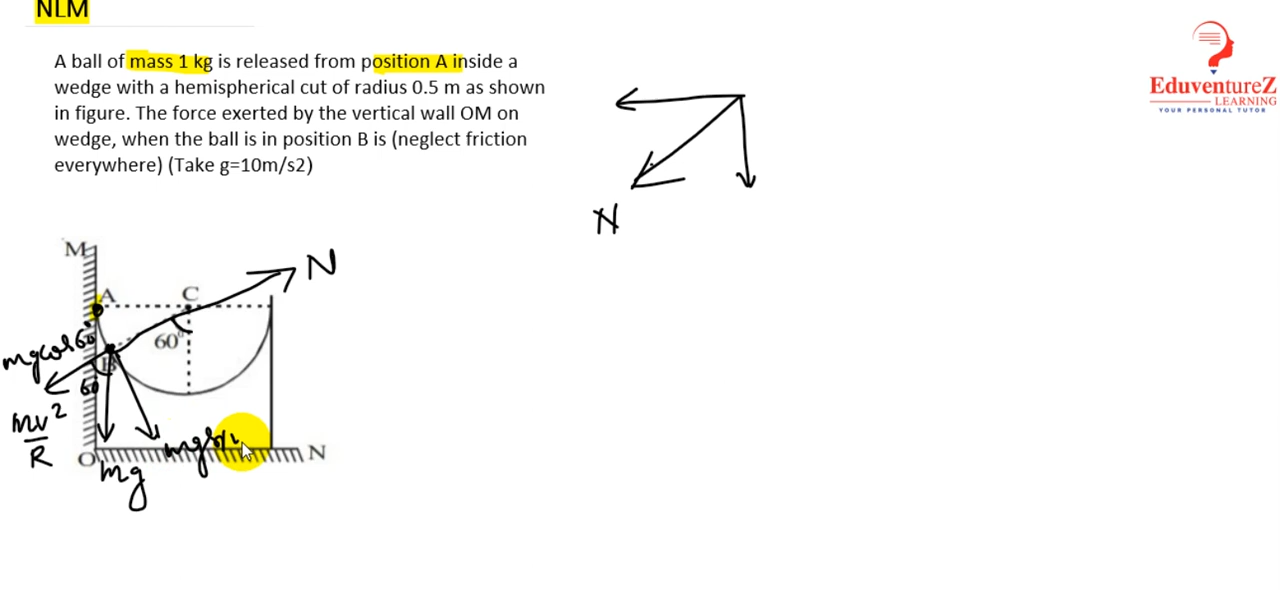 NLM
A ball of mass 1 kg is released from position A inside a
wedge with a hemispherical cut of radius 0.5 m as shown
in figure. The force exerted by the vertical wall OM on
wedge, when the ball is in position B is (neglect friction
everywhere) (Take g=10m/s2)
EduventureZ
LEARNING
YOUR PERSONAL TUTOR
N
M
A
C
N
mgcos60°
60°
B
60
mv²
R
O
mg
N